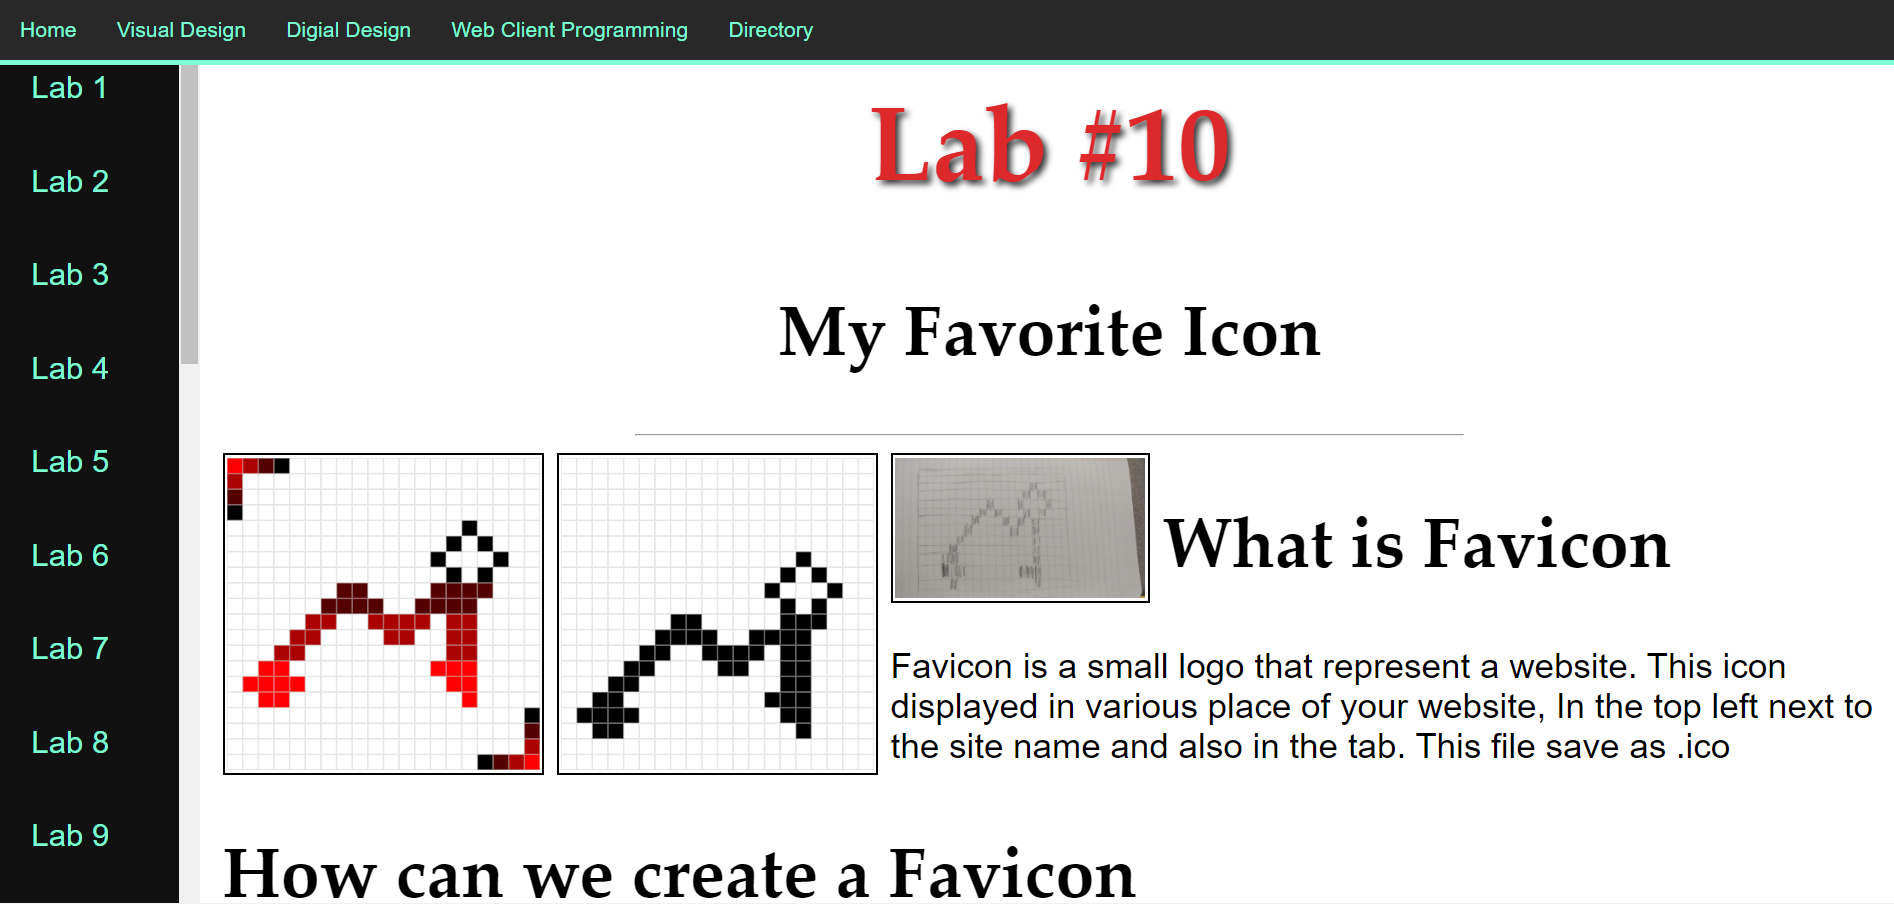 Home Visual Design Digial Design Web Client Programming Directory
Lab 1
Lab 2
Lab 3
Lab 4
Lab 5
Lab 6
Lab 7
Lab 8
Lab 9
Lab #10
My Favorite Icon
What is Favicon
Favicon is a small logo that represent a website. This icon
displayed in various place of your website, In the top left next to
the site name and also in the tab. This file save as .ico
How can we create a Favicon